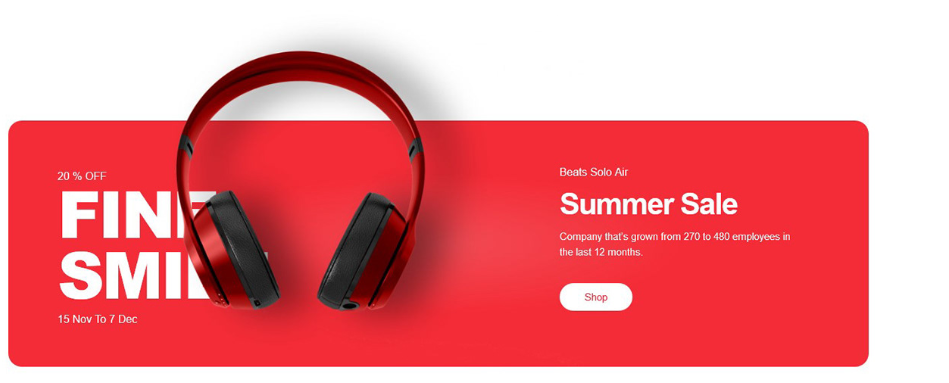 20 % OFF
FINE
SMI
15 Nov To 7 Dec
Beats Solo Air
Summer Sale
Company that's grown from 270 to 480 employees in
the last 12 months.
Shop